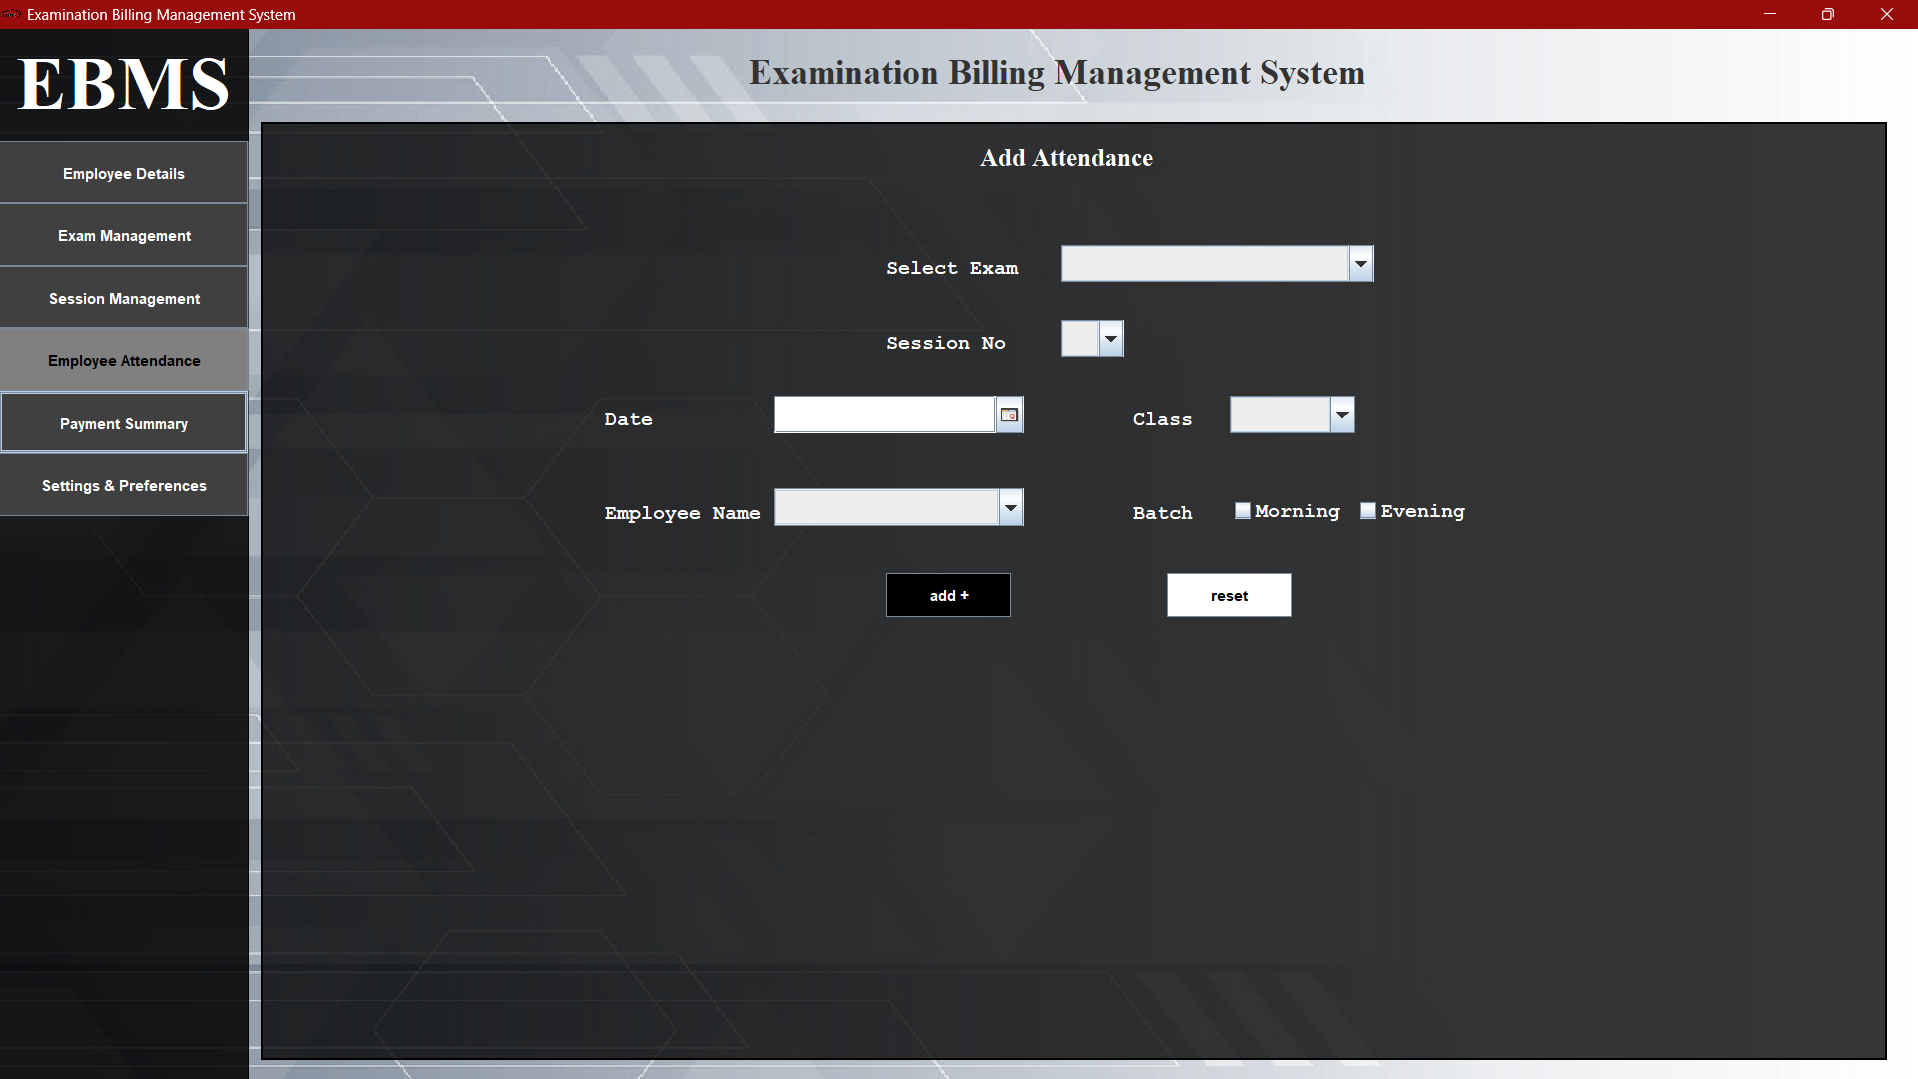 Examination Billing Management System
EBMS
Examination Billing Management System
Employee Details
Exam Management
Session Management
Employee Attendance
Payment Summary
Settings & Preferences
Add Attendance
Select Exam
Session No
Date
Class
Employee Name
Batch
Morning
Evening
add +
reset